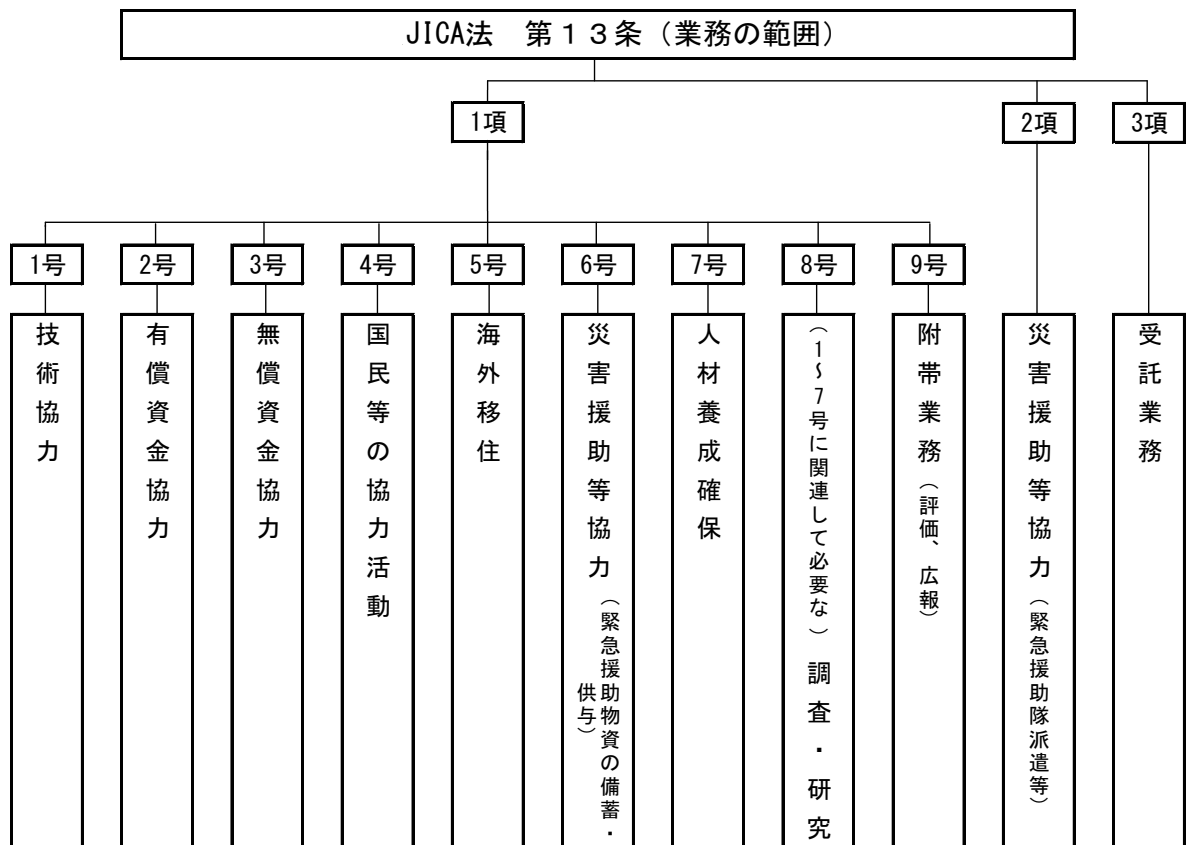 JICA法　第１３条（業務の範囲）
1項
2項
3項
1号
2号
3号
4号
5号
6号
7号
8号
9号
技術協力
有償資金協力
無償資金協力
国民等の協力活動
海外移住
災害援助等協力（緊急援助物資の備蓄・
供与）
人材養成確保
（1～7号に関連して必要な）調査・研究
附帯業務（評価、広報）
災害援助等協力（緊急援助隊派遣等）
受託業務